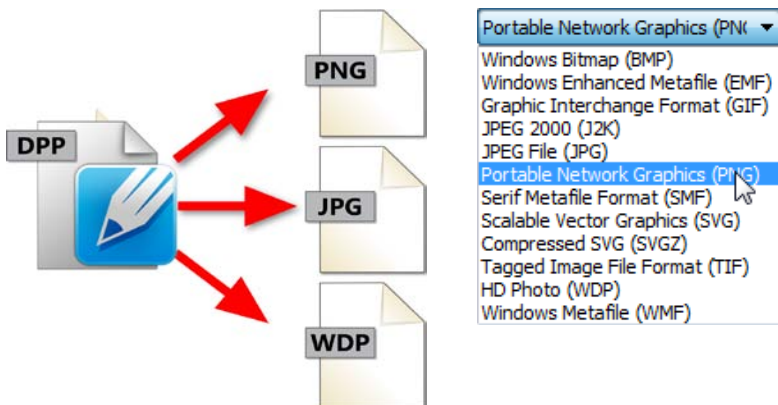 DPP
PNG
JPG
WDP
Portable Network Graphics (PN
Windows Bitmap (BMP)
Windows Enhanced Metafile (EMF)
Graphic Interchange Format (GIF)
JPEG 2000 (J2K)
JPEG File (JPG)
Portable Network Graphics (PNG)
Serif Metafile Format (SMF)
Scalable Vector Graphics (SVG)
Compressed SVG (SVGZ)
Tagged Image File Format (TIF)
HD Photo (WDP)
Windows Metafile (WMF)